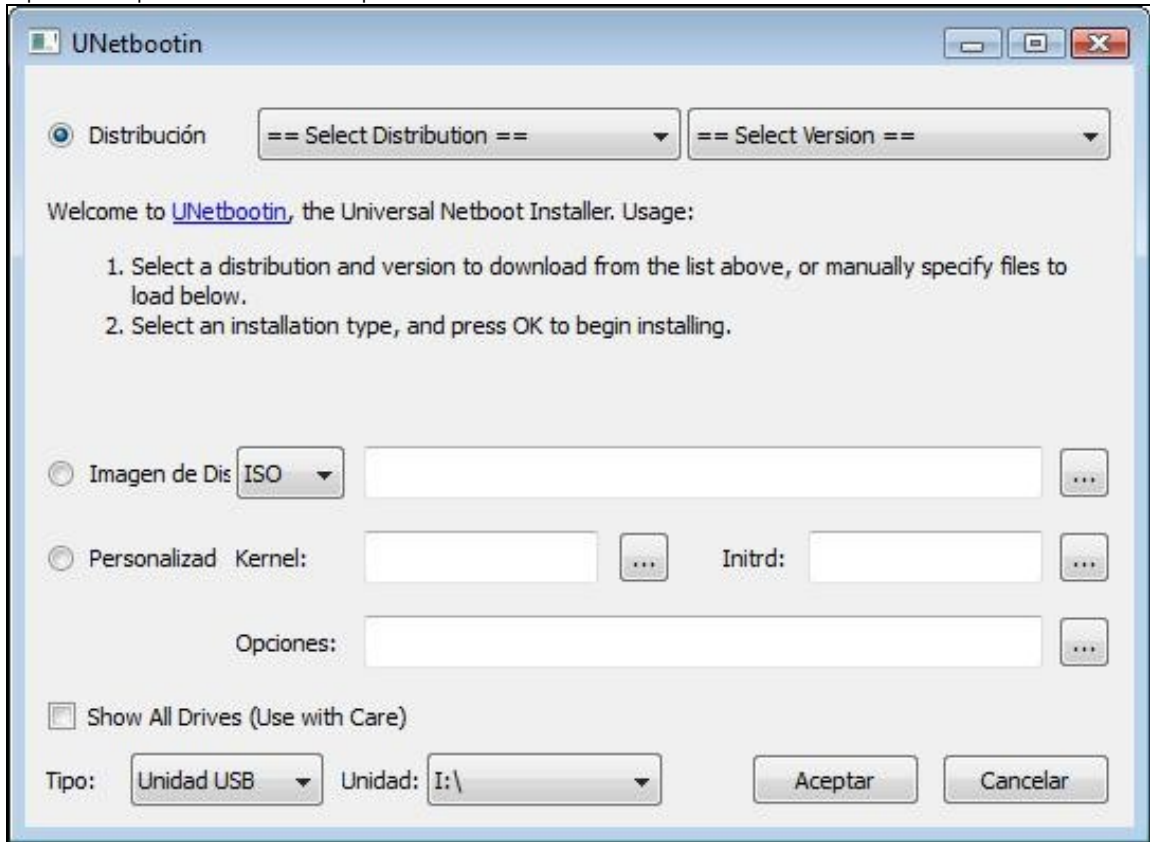 UNetbootin
Distribución == Select Distribution == == Select Version ==
Welcome to UNetbootin, the Universal Netboot Installer. Usage:
1. Select a distribution and version to download from the list above, or manually specify files to
load below.
2. Select an installation type, and press OK to begin installing.
Imagen de Dis ISO ...
Personalizad Kernel: ... Initrd: ...
Opciones: ...
Show All Drives (Use with Care)
Tipo: Unidad USB Unidad: I:\ Aceptar Cancelar